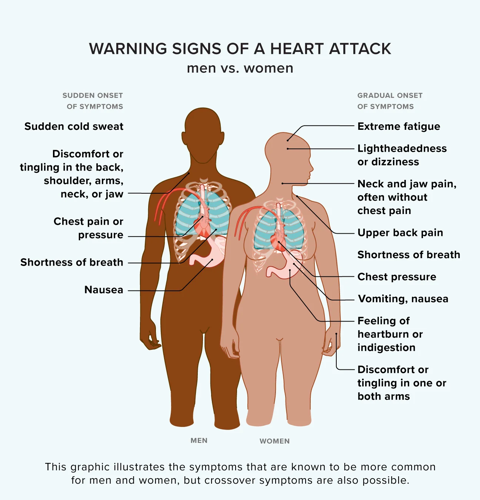 WARNING SIGNS OF A HEART ATTACK
men vs. women
SUDDEN ONSET
OF SYMPTOMS
Sudden cold sweat
Discomfort or
tingling in the back,
shoulder, arms,
neck, or jaw
Chest pain or
pressure
Shortness of breath
Nausea
GRADUAL ONSET
OF SYMPTOMS
Extreme fatigue
Lightheadedness
or dizziness
Neck and jaw pain,
often without
chest pain
Upper back pain
Shortness of breath
Chest pressure
Vomiting, nausea
Feeling of
heartburn or
indigestion
Discomfort or
tingling in one or
both arms
MEN
WOMEN
This graphic illustrates the symptoms that are known to be more common
for men and women, but crossover symptoms are also possible.